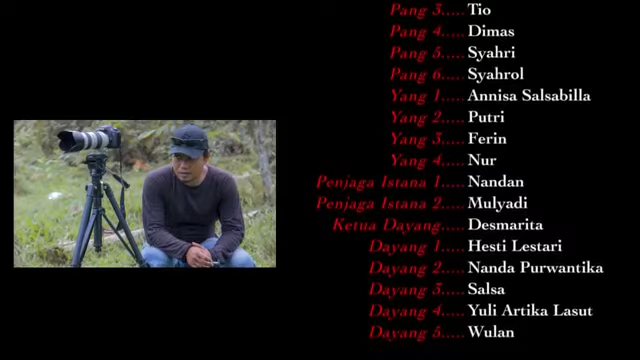 Pang 3.....Tio
Pang 4.....Dimas
Pang 5.....Syahri
Pang 6.....Syahrol
Yang 1.....Annisa Salsabilla
Yang 2.....Putri
Yang 3.....Ferin
Yang 4.....Nur
Penjaga Istana 1.....Nandan
Penjaga Istana 2.....Mulyadi
Ketua Dayang.....Desmarita
Dayang 1.....Hesti Lestari
Dayang 2.....Nanda Purwantika
Dayang 3.....Salsa
Dayang 4.....Yuli Artika Lasut
Dayang 5.....Wulan